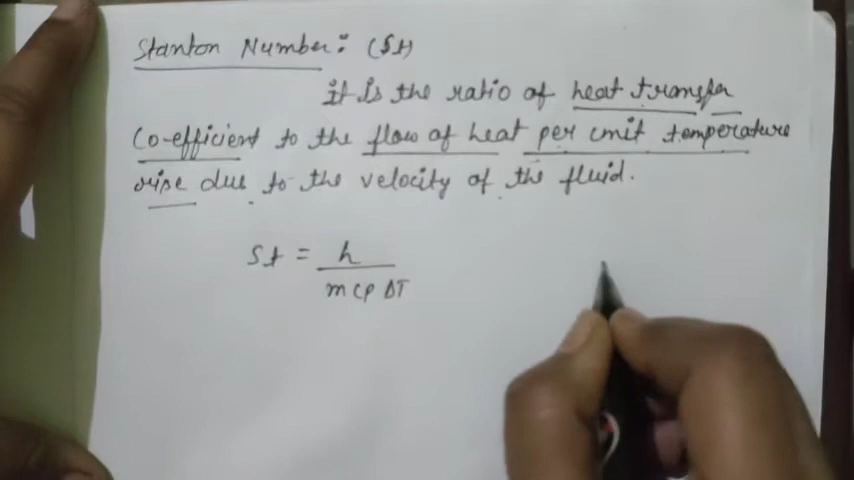 Stanton Number: (St)
it is the ratio of heat transfer
Co-efficient to the flow of heat per unit temperature
rise due to the velocity of the fluid.
St = h / m Cp ΔT